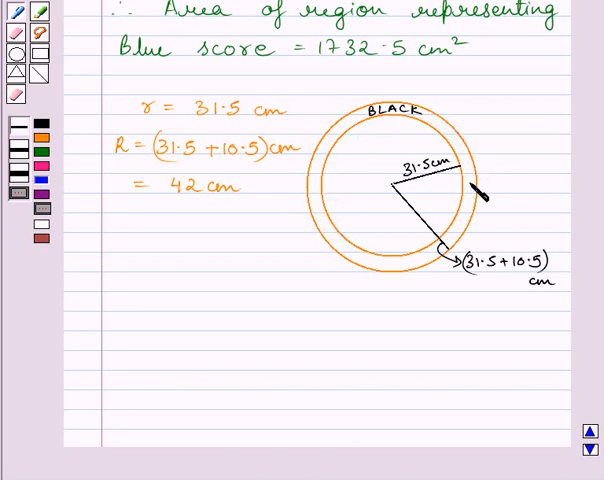 ∴ Area of region representing
Blue score = 1732.5 cm²
r = 31.5 cm
R = (31.5 + 10.5) cm
= 42 cm
BLACK
31.5cm
(31.5 + 10.5)
cm